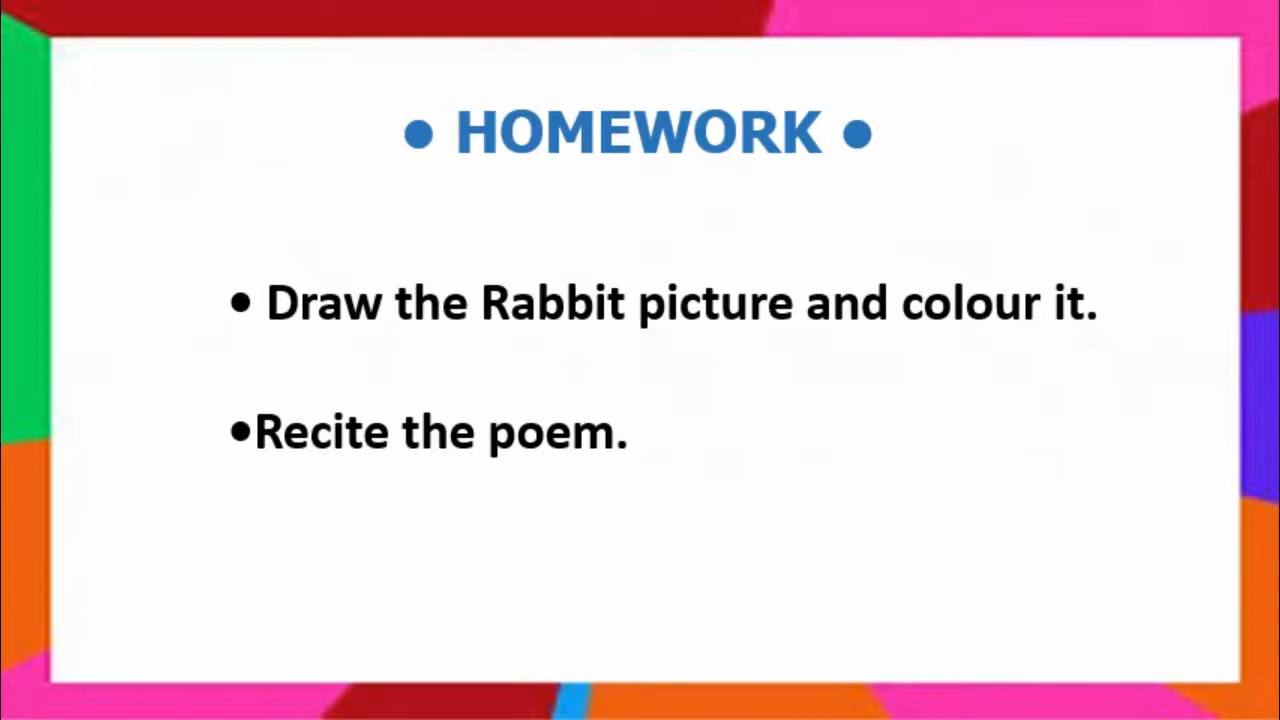 • HOMEWORK •
• Draw the Rabbit picture and colour it.
•Recite the poem.